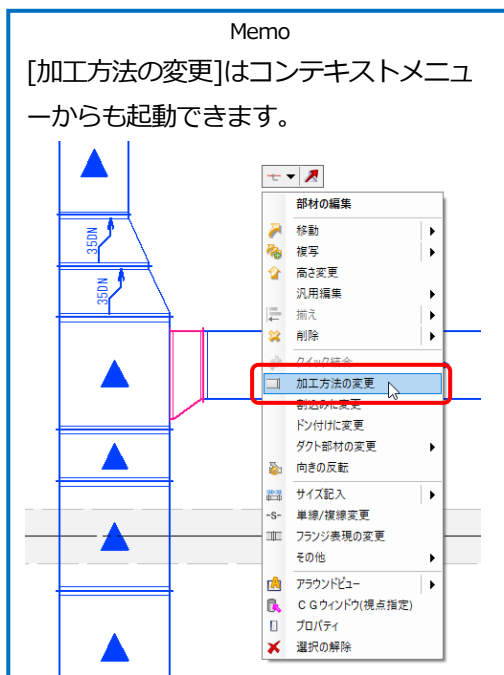 Memo
[加工方法の変更]はコンテキストメニュ
ーからも起動できます。
35DN
35DN
部材の編集
移動
複写
高さ変更
汎用編集
揃え
削除
クイック結合
加工方法の変更
割込みに変更
ドン付けに変更
ダクト部材の変更
向きの反転
サイズ記入
-S- 単線/複線変更
フランジ表現の変更
その他
アラウンドビュー
CGウィンドウ(視点指定)
プロパティ
選択の解除